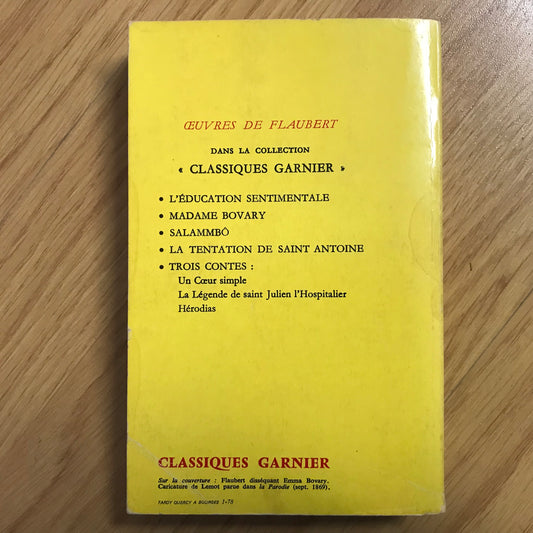 ŒUVRES DE FLAUBERT
DANS LA COLLECTION
« CLASSIQUES GARNIER »
• L'ÉDUCATION SENTIMENTALE
• MADAME BOVARY
• SALAMMBÔ
• LA TENTATION DE SAINT ANTOINE
• TROIS CONTES :
Un Cœur simple
La Légende de saint Julien l'Hospitalier
Hérodias
CLASSIQUES GARNIER
Sur la couverture : Flaubert disséquant Emma Bovary.
Caricature de Lemot parue dans la Parodie (sept. 1869).
TARDY QUERCY A BOURGES 1-78